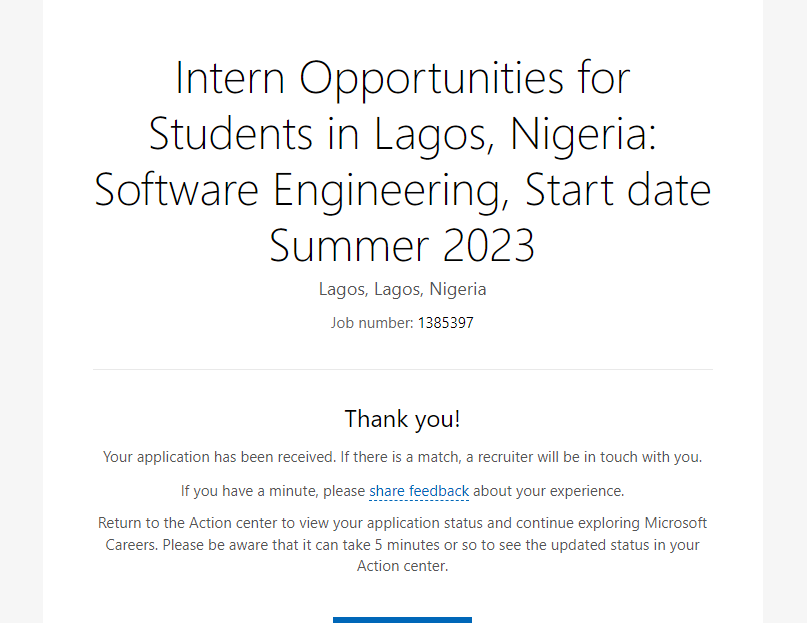 Intern Opportunities for
Students in Lagos, Nigeria:
Software Engineering, Start date
Summer 2023
Lagos, Lagos, Nigeria
Job number: 1385397
Thank you!
Your application has been received. If there is a match, a recruiter will be in touch with you.
If you have a minute, please share feedback about your experience.
Return to the Action center to view your application status and continue exploring Microsoft
Careers. Please be aware that it can take 5 minutes or so to see the updated status in your
Action center.